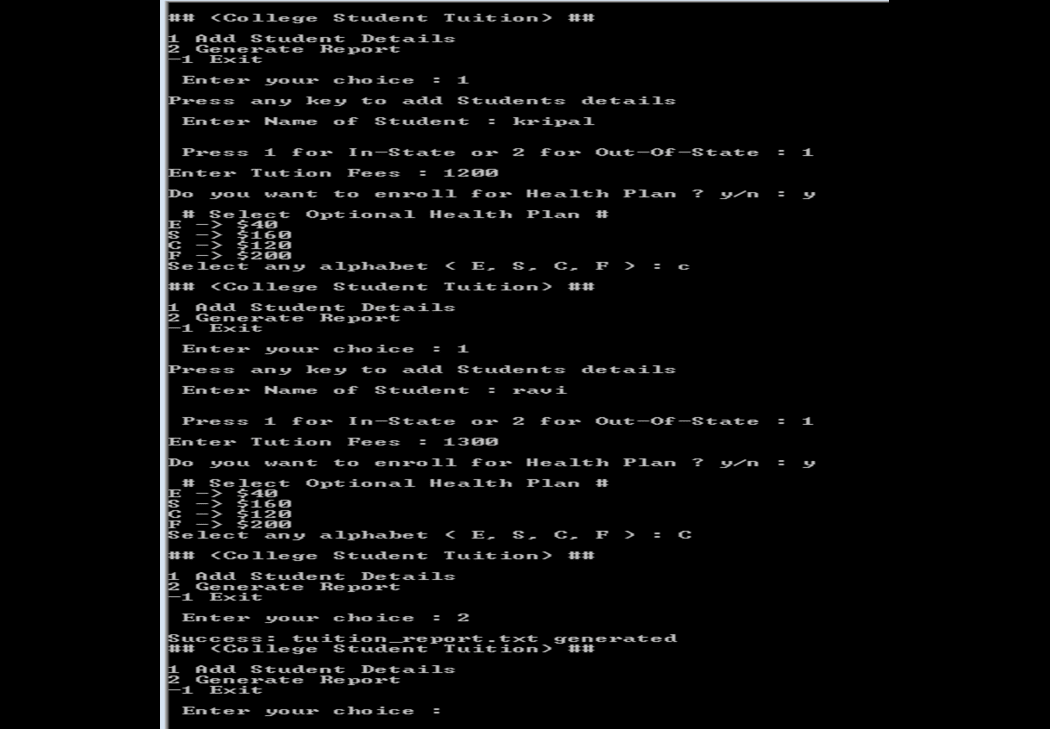 ## (College Student Tuition) ##
1 Add Student Details
2 Generate Report
-1 Exit
Enter your choice : 1
Press any key to add Students details
Enter Name of Student : kripal
Press 1 for In-State or 2 for Out-Of-State : 1
Enter Tution Fees : 1200
Do you want to enroll for Health Plan ? y/n : y
# Select Optional Health Plan #
E -> $40
S -> $160
C -> $120
F -> $200
Select any alphabet ( E, S, C, F ) : c
## (College Student Tuition) ##
1 Add Student Details
2 Generate Report
-1 Exit
Enter your choice : 1
Press any key to add Students details
Enter Name of Student : ravi
Press 1 for In-State or 2 for Out-Of-State : 1
Enter Tution Fees : 1300
Do you want to enroll for Health Plan ? y/n : y
# Select Optional Health Plan #
E -> $40
S -> $160
C -> $120
F -> $200
Select any alphabet ( E, S, C, F ) : C
## (College Student Tuition) ##
1 Add Student Details
2 Generate Report
-1 Exit
Enter your choice : 2
Success: tuition_report.txt generated
## (College Student Tuition) ##
1 Add Student Details
2 Generate Report
-1 Exit
Enter your choice :